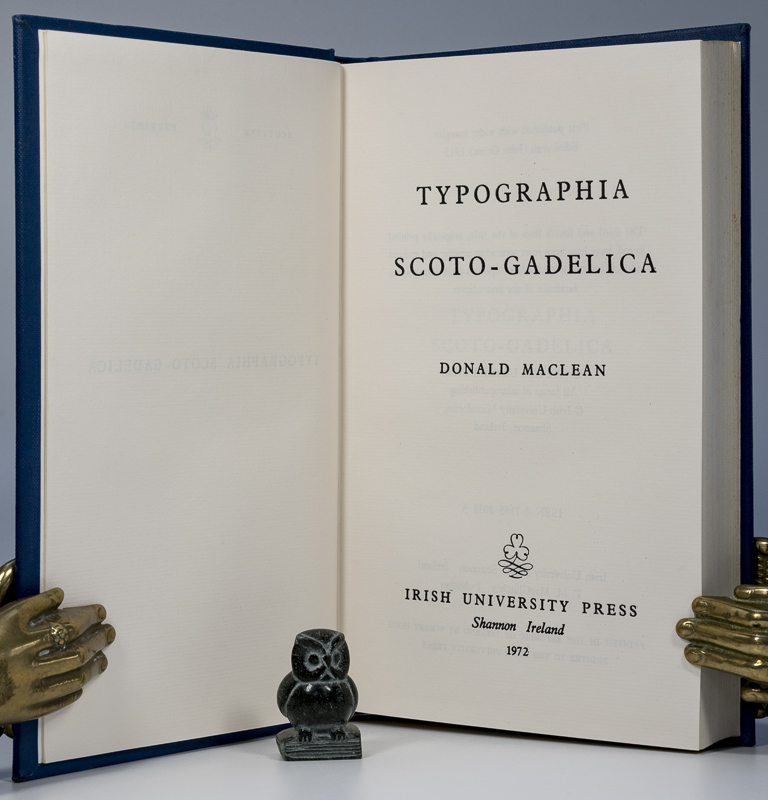 TYPOGRAPHIA
SCOTO-GADELICA
DONALD MACLEAN
IRISH UNIVERSITY PRESS
Shannon Ireland
1972